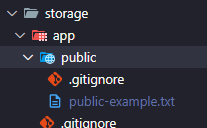 storage
app
public
.gitignore
public-example.txt
.gitignore